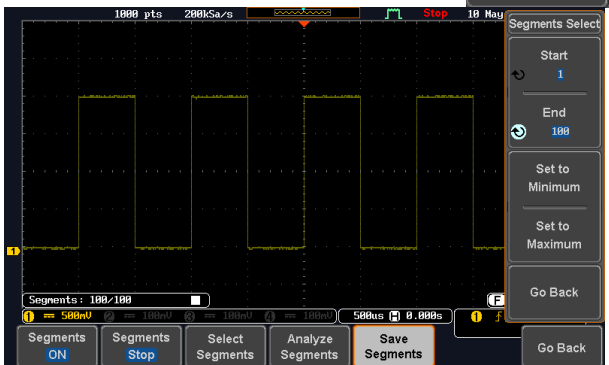 1000 pts 200kSa/s Stop 10 May
Segments Select
Start
1
End
100
Set to
Minimum
Set to
Maximum
Go Back
1
Segments: 100/100
F
1 500mV 2 100mV 3 100mV 4 100mV 500us H 0.000s 1
Segments
ON
Segments
Stop
Select
Segments
Analyze
Segments
Save
Segments
Go Back